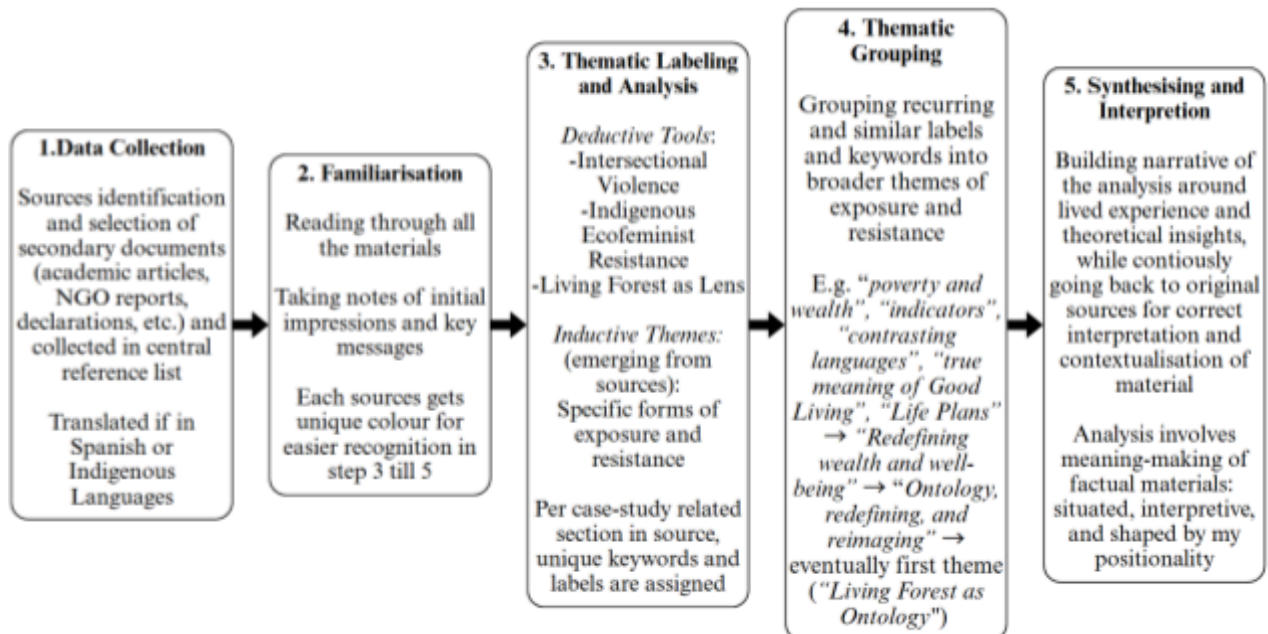 1.Data Collection
Sources identification
and selection of
secondary documents
(academic articles,
NGO reports,
declarations, etc.) and
collected in central
reference list
Translated if in
Spanish or
Indigenous
Languages
2. Familiarisation
Reading through all
the materials
Taking notes of initial
impressions and key
messages
Each sources gets
unique colour for
easier recognition in
step 3 till 5
3. Thematic Labeling
and Analysis
Deductive Tools:
-Intersectional
Violence
-Indigenous
Ecofeminist
Resistance
-Living Forest as Lens
Inductive Themes:
(emerging from
sources):
Specific forms of
exposure and
resistance
Per case-study related
section in source,
unique keywords and
labels are assigned
4. Thematic
Grouping
Grouping recurring
and similar labels
and keywords into
broader themes of
exposure and
resistance
E.g. “poverty and
wealth”, “indicators”,
“contrasting
languages”, “true
meaning of Good
Living”, “Life Plans”
→ “Redefining
wealth and well-
being” → “Ontology,
redefining, and
reimaging” →
eventually first theme
(“Living Forest as
Ontology")
5. Synthesising and
Interpretion
Building narrative of
the analysis around
lived experience and
theoretical insights,
while contiously
going back to original
sources for correct
interpretation and
contextualisation of
material
Analysis involves
meaning-making of
factual materials:
situated, interpretive,
and shaped by my
positionality